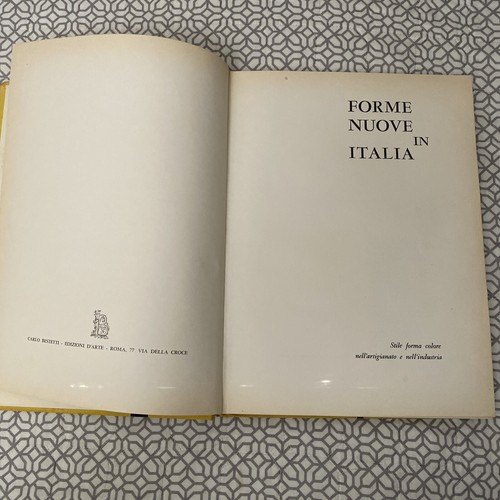 CARLO BESTETTI - EDIZIONI D'ARTE - ROMA, 77 VIA DELLA CROCE
FORME
NUOVE
IN
ITALIA
Stile forma colore
nell'artigianato e nell'industria